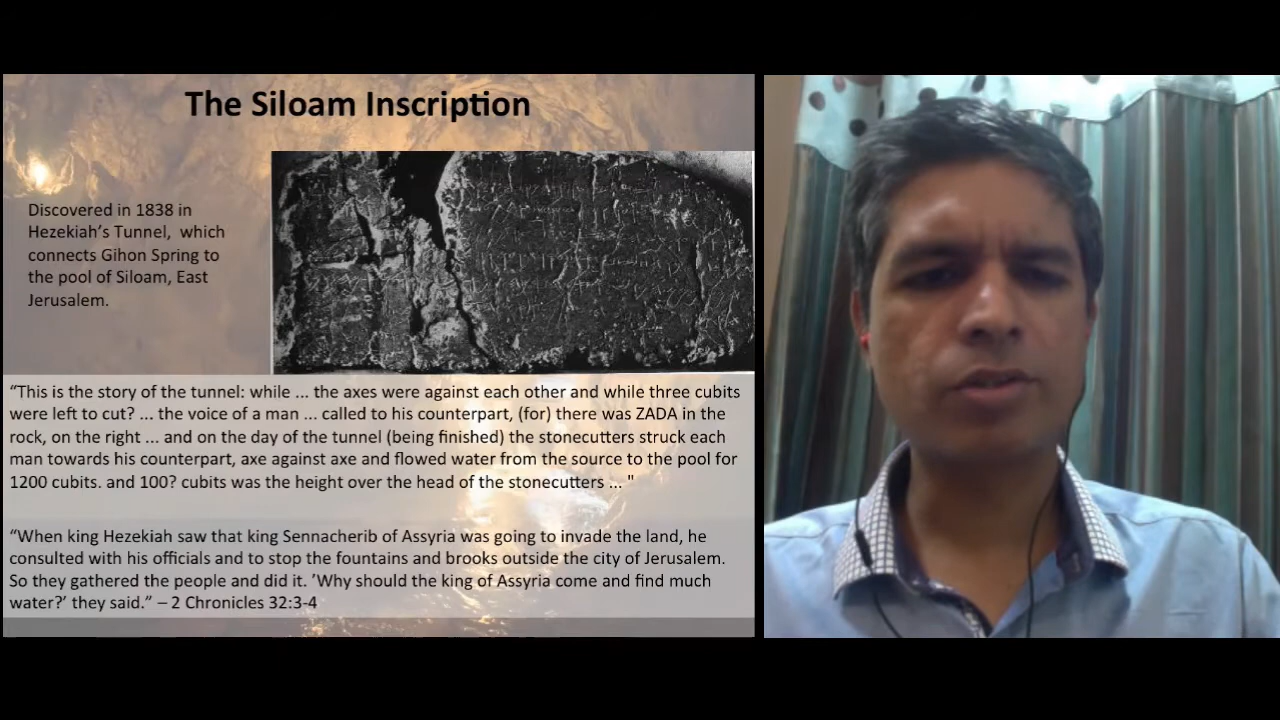 The Siloam Inscription
Discovered in 1838 in
Hezekiah's Tunnel, which
connects Gihon Spring to
the pool of Siloam, East
Jerusalem.
“This is the story of the tunnel: while ... the axes were against each other and while three cubits
were left to cut? ... the voice of a man ... called to his counterpart, (for) there was ZADA in the
rock, on the right ... and on the day of the tunnel (being finished) the stonecutters struck each
man towards his counterpart, axe against axe and flowed water from the source to the pool for
1200 cubits. and 100? cubits was the height over the head of the stonecutters ... "
“When king Hezekiah saw that king Sennacherib of Assyria was going to invade the land, he
consulted with his officials and to stop the fountains and brooks outside the city of Jerusalem.
So they gathered the people and did it. 'Why should the king of Assyria come and find much
water?' they said.” – 2 Chronicles 32:3-4